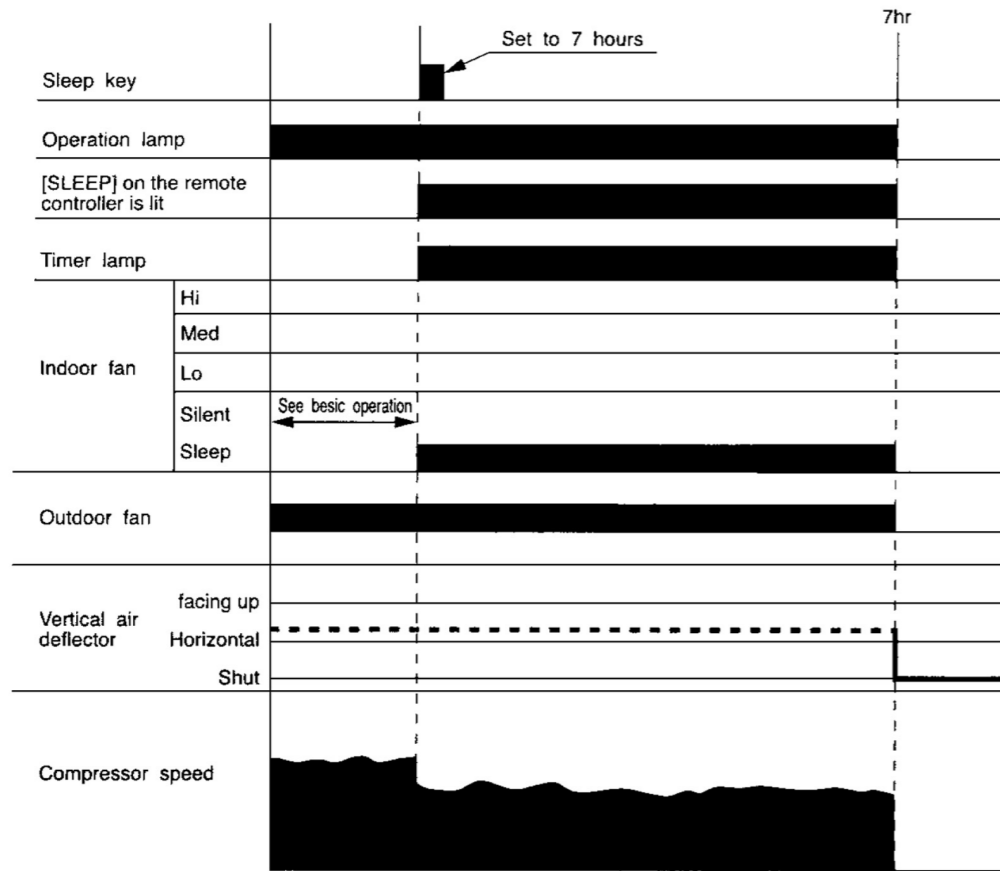 7hr
Set to 7 hours
Sleep key
Operation lamp
[SLEEP] on the remote
controller is lit
Timer lamp
Hi
Med
Indoor fan
Lo
See besic operation
Silent
Sleep
Outdoor fan
facing up
Vertical air
deflector
Horizontal
Shut
Compressor speed